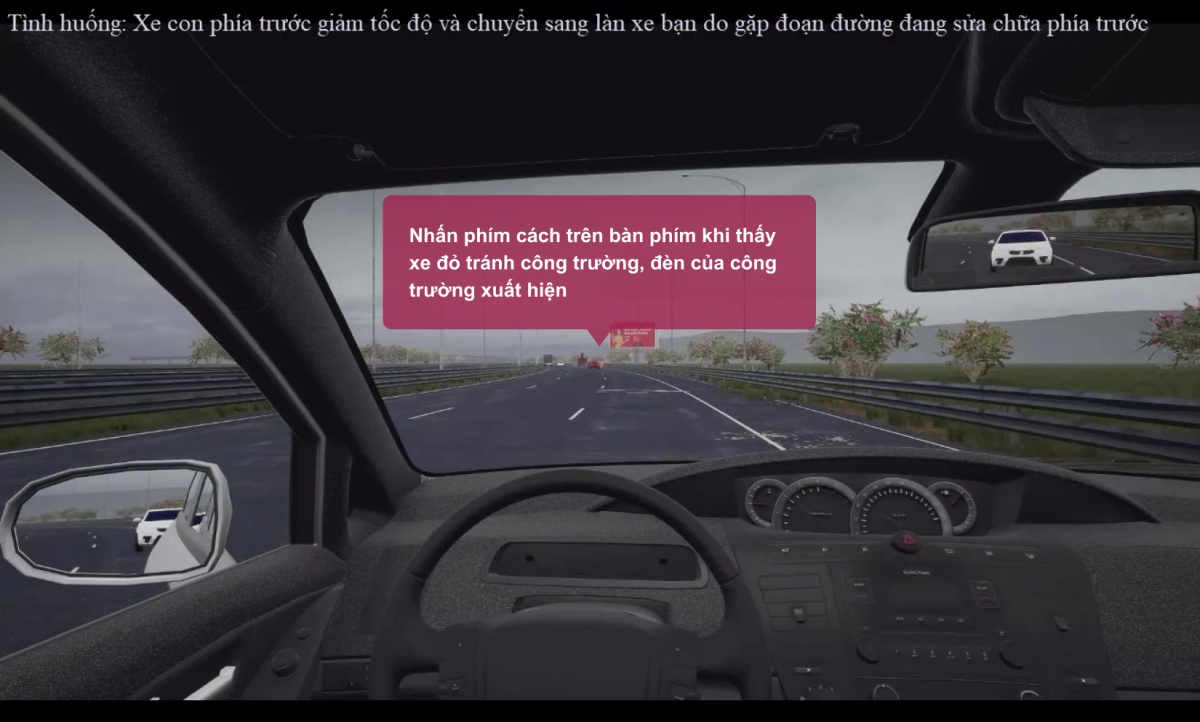 Tình huống: Xe con phía trước giảm tốc độ và chuyển sang làn xe bạn do gặp đoạn đường đang sửa chữa phía trước
Nhấn phím cách trên bàn phím khi thấy
xe đỏ tránh công trường, đèn của công
trường xuất hiện